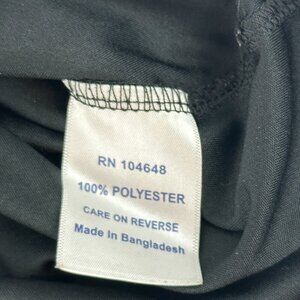 RN 104648
100% POLYESTER
CARE ON REVERSE
Made In Bangladesh